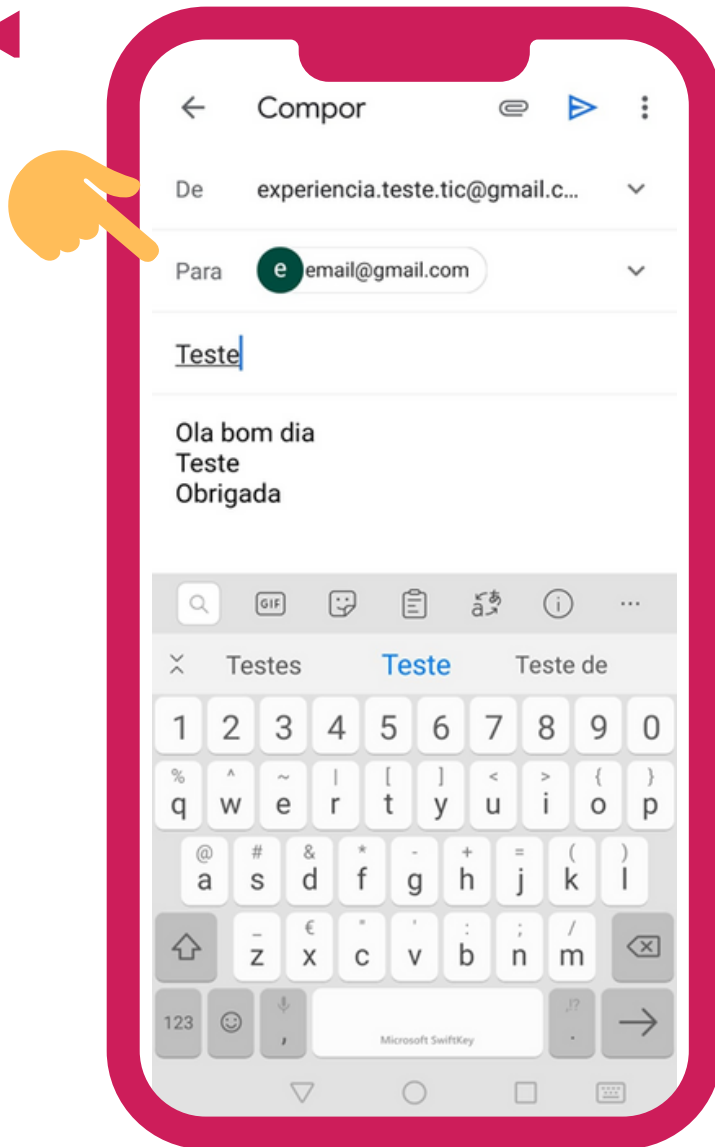 Compor
De experiencia.teste.tic@gmail.c...
Para e email@gmail.com
Teste
Ola bom dia
Teste
Obrigada
GIF あ a i ...
Testes Teste Teste de
1 2 3 4 5 6 7 8 9 0
% ^ ~ | [ ] < > { }
q w e r t y u i o p
@ # & * - + = ( )
a s d f g h j k l
_ € " ' : ; /
z x c v b n m
,!?
123 , Microsoft SwiftKey .